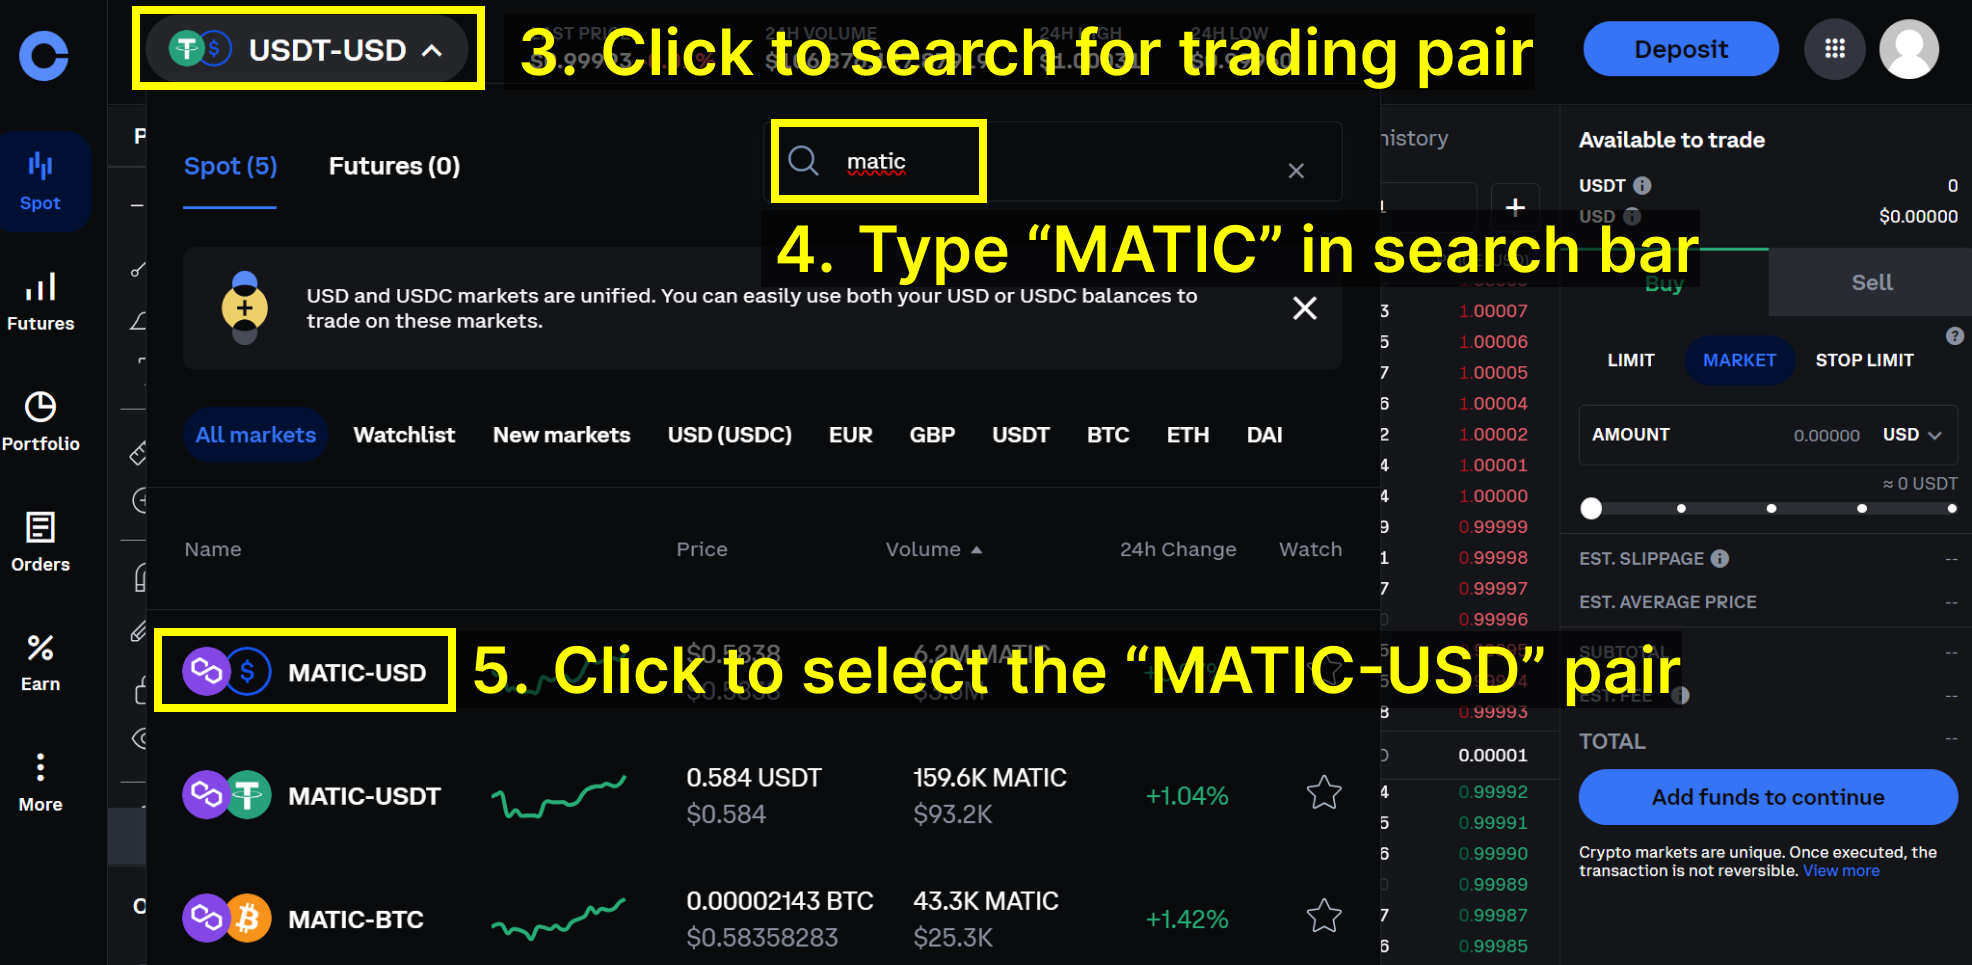 USDT-USD
3. Click to search for trading pair
Deposit
Spot
Futures
Portfolio
Orders
Earn
More
Spot (5)
Futures (0)
matic
4. Type “MATIC” in search bar
USD and USDC markets are unified. You can easily use both your USD or USDC balances to
trade on these markets.
All markets
Watchlist
New markets
USD (USDC)
EUR
GBP
USDT
BTC
ETH
DAI
Name
Price
Volume
24h Change
Watch
MATIC-USD
5. Click to select the “MATIC-USD” pair
MATIC-USDT
0.584 USDT
$0.584
159.6K MATIC
$93.2K
+1.04%
MATIC-BTC
0.00002143 BTC
$0.58358283
43.3K MATIC
$25.3K
+1.42%
history
1.00007
1.00006
1.00005
1.00004
1.00002
1.00001
1.00000
0.99999
0.99998
0.99997
0.99996
0.99993
0.00001
0.99992
0.99991
0.99990
0.99989
0.99987
0.99985
Available to trade
USDT
0
USD
$0.00000
Buy
Sell
LIMIT
MARKET
STOP LIMIT
AMOUNT
0.00000
USD
≈ 0 USDT
EST. SLIPPAGE
--
EST. AVERAGE PRICE
--
SUBTOTAL
--
EST. FEE
--
TOTAL
--
Add funds to continue
Crypto markets are unique. Once executed, the
transaction is not reversible. View more